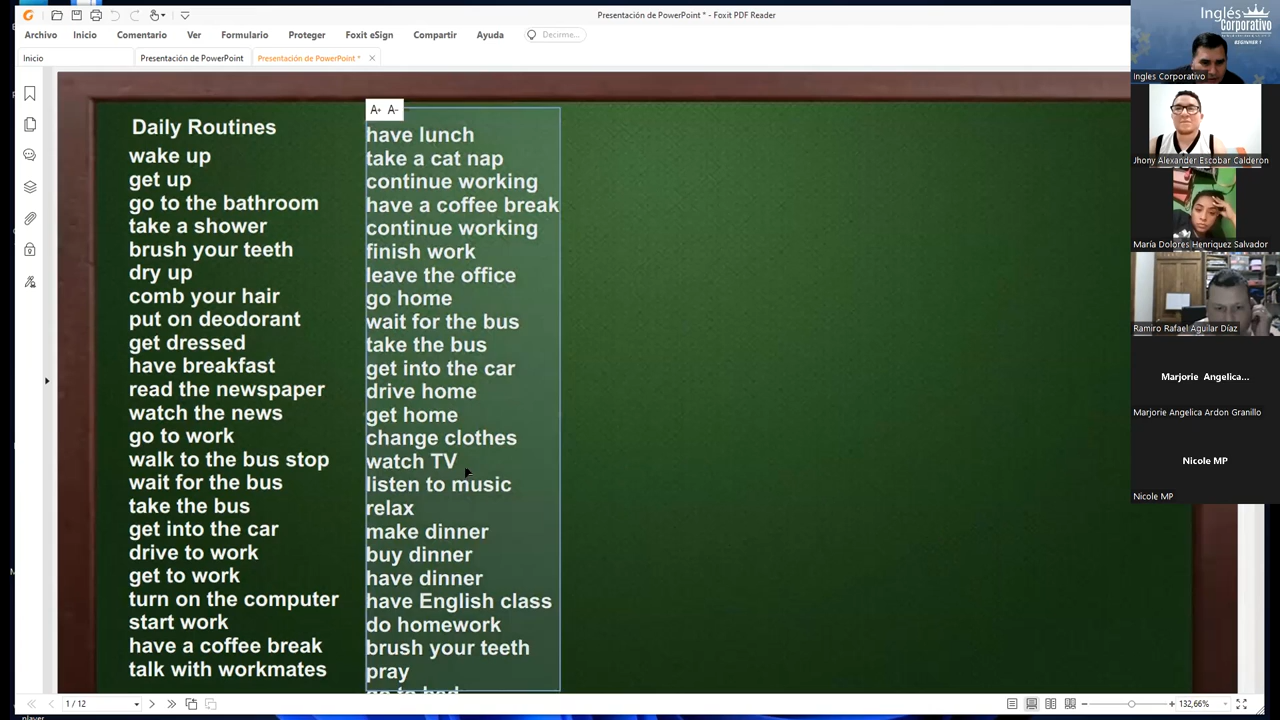 Presentación de PowerPoint * - Foxit PDF Reader
Archivo
Inicio
Comentario
Ver
Formulario
Proteger
Foxit eSign
Compartir
Ayuda
Decirme...
Inicio
Presentación de PowerPoint
Presentación de PowerPoint *
A+ A-
Daily Routines
wake up
get up
go to the bathroom
take a shower
brush your teeth
dry up
comb your hair
put on deodorant
get dressed
have breakfast
read the newspaper
watch the news
go to work
walk to the bus stop
wait for the bus
take the bus
get into the car
drive to work
get to work
turn on the computer
start work
have a coffee break
talk with workmates
have lunch
take a cat nap
continue working
have a coffee break
continue working
finish work
leave the office
go home
wait for the bus
take the bus
get into the car
drive home
get home
change clothes
watch TV
listen to music
relax
make dinner
buy dinner
have dinner
have English class
do homework
brush your teeth
pray
go to bed
Inglés
Corporativo
BEGINNER 1
Ingles Corporativo
Jhony Alexander Escobar Calderon
María Dolores Henriquez Salvador
Ramiro Rafael Aguilar Díaz
Marjorie Angelica...
Marjorie Angelica Ardon Granillo
Nicole MP
Nicole MP
1 / 12
132,66%
player